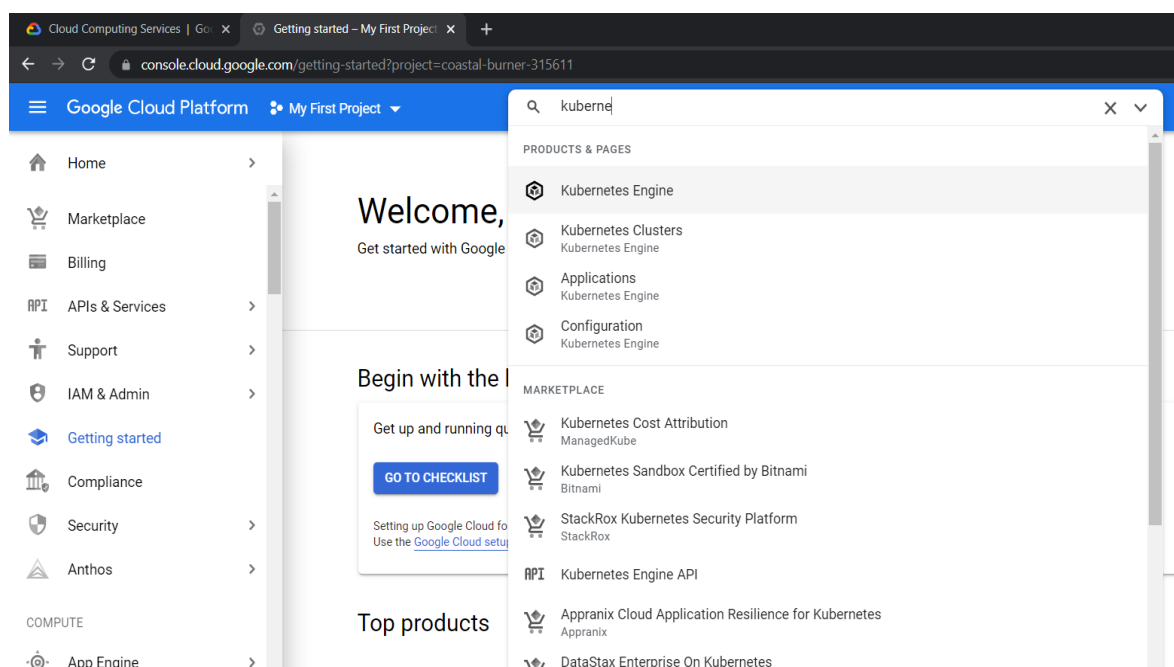 Cloud Computing Services | Goo
Getting started – My First Project
console.cloud.google.com/getting-started?project=coastal-burner-315611
Google Cloud Platform
My First Project
kuberne
Home
Marketplace
Billing
API APIs & Services
Support
IAM & Admin
Getting started
Compliance
Security
Anthos
COMPUTE
App Engine
Welcome,
Get started with Google
Begin with the
Get up and running qu
GO TO CHECKLIST
Setting up Google Cloud fo
Use the Google Cloud setup
Top products
PRODUCTS & PAGES
Kubernetes Engine
Kubernetes Clusters
Kubernetes Engine
Applications
Kubernetes Engine
Configuration
Kubernetes Engine
MARKETPLACE
Kubernetes Cost Attribution
ManagedKube
Kubernetes Sandbox Certified by Bitnami
Bitnami
StackRox Kubernetes Security Platform
StackRox
API Kubernetes Engine API
Appranix Cloud Application Resilience for Kubernetes
Appranix
DataStax Enterprise On Kubernetes